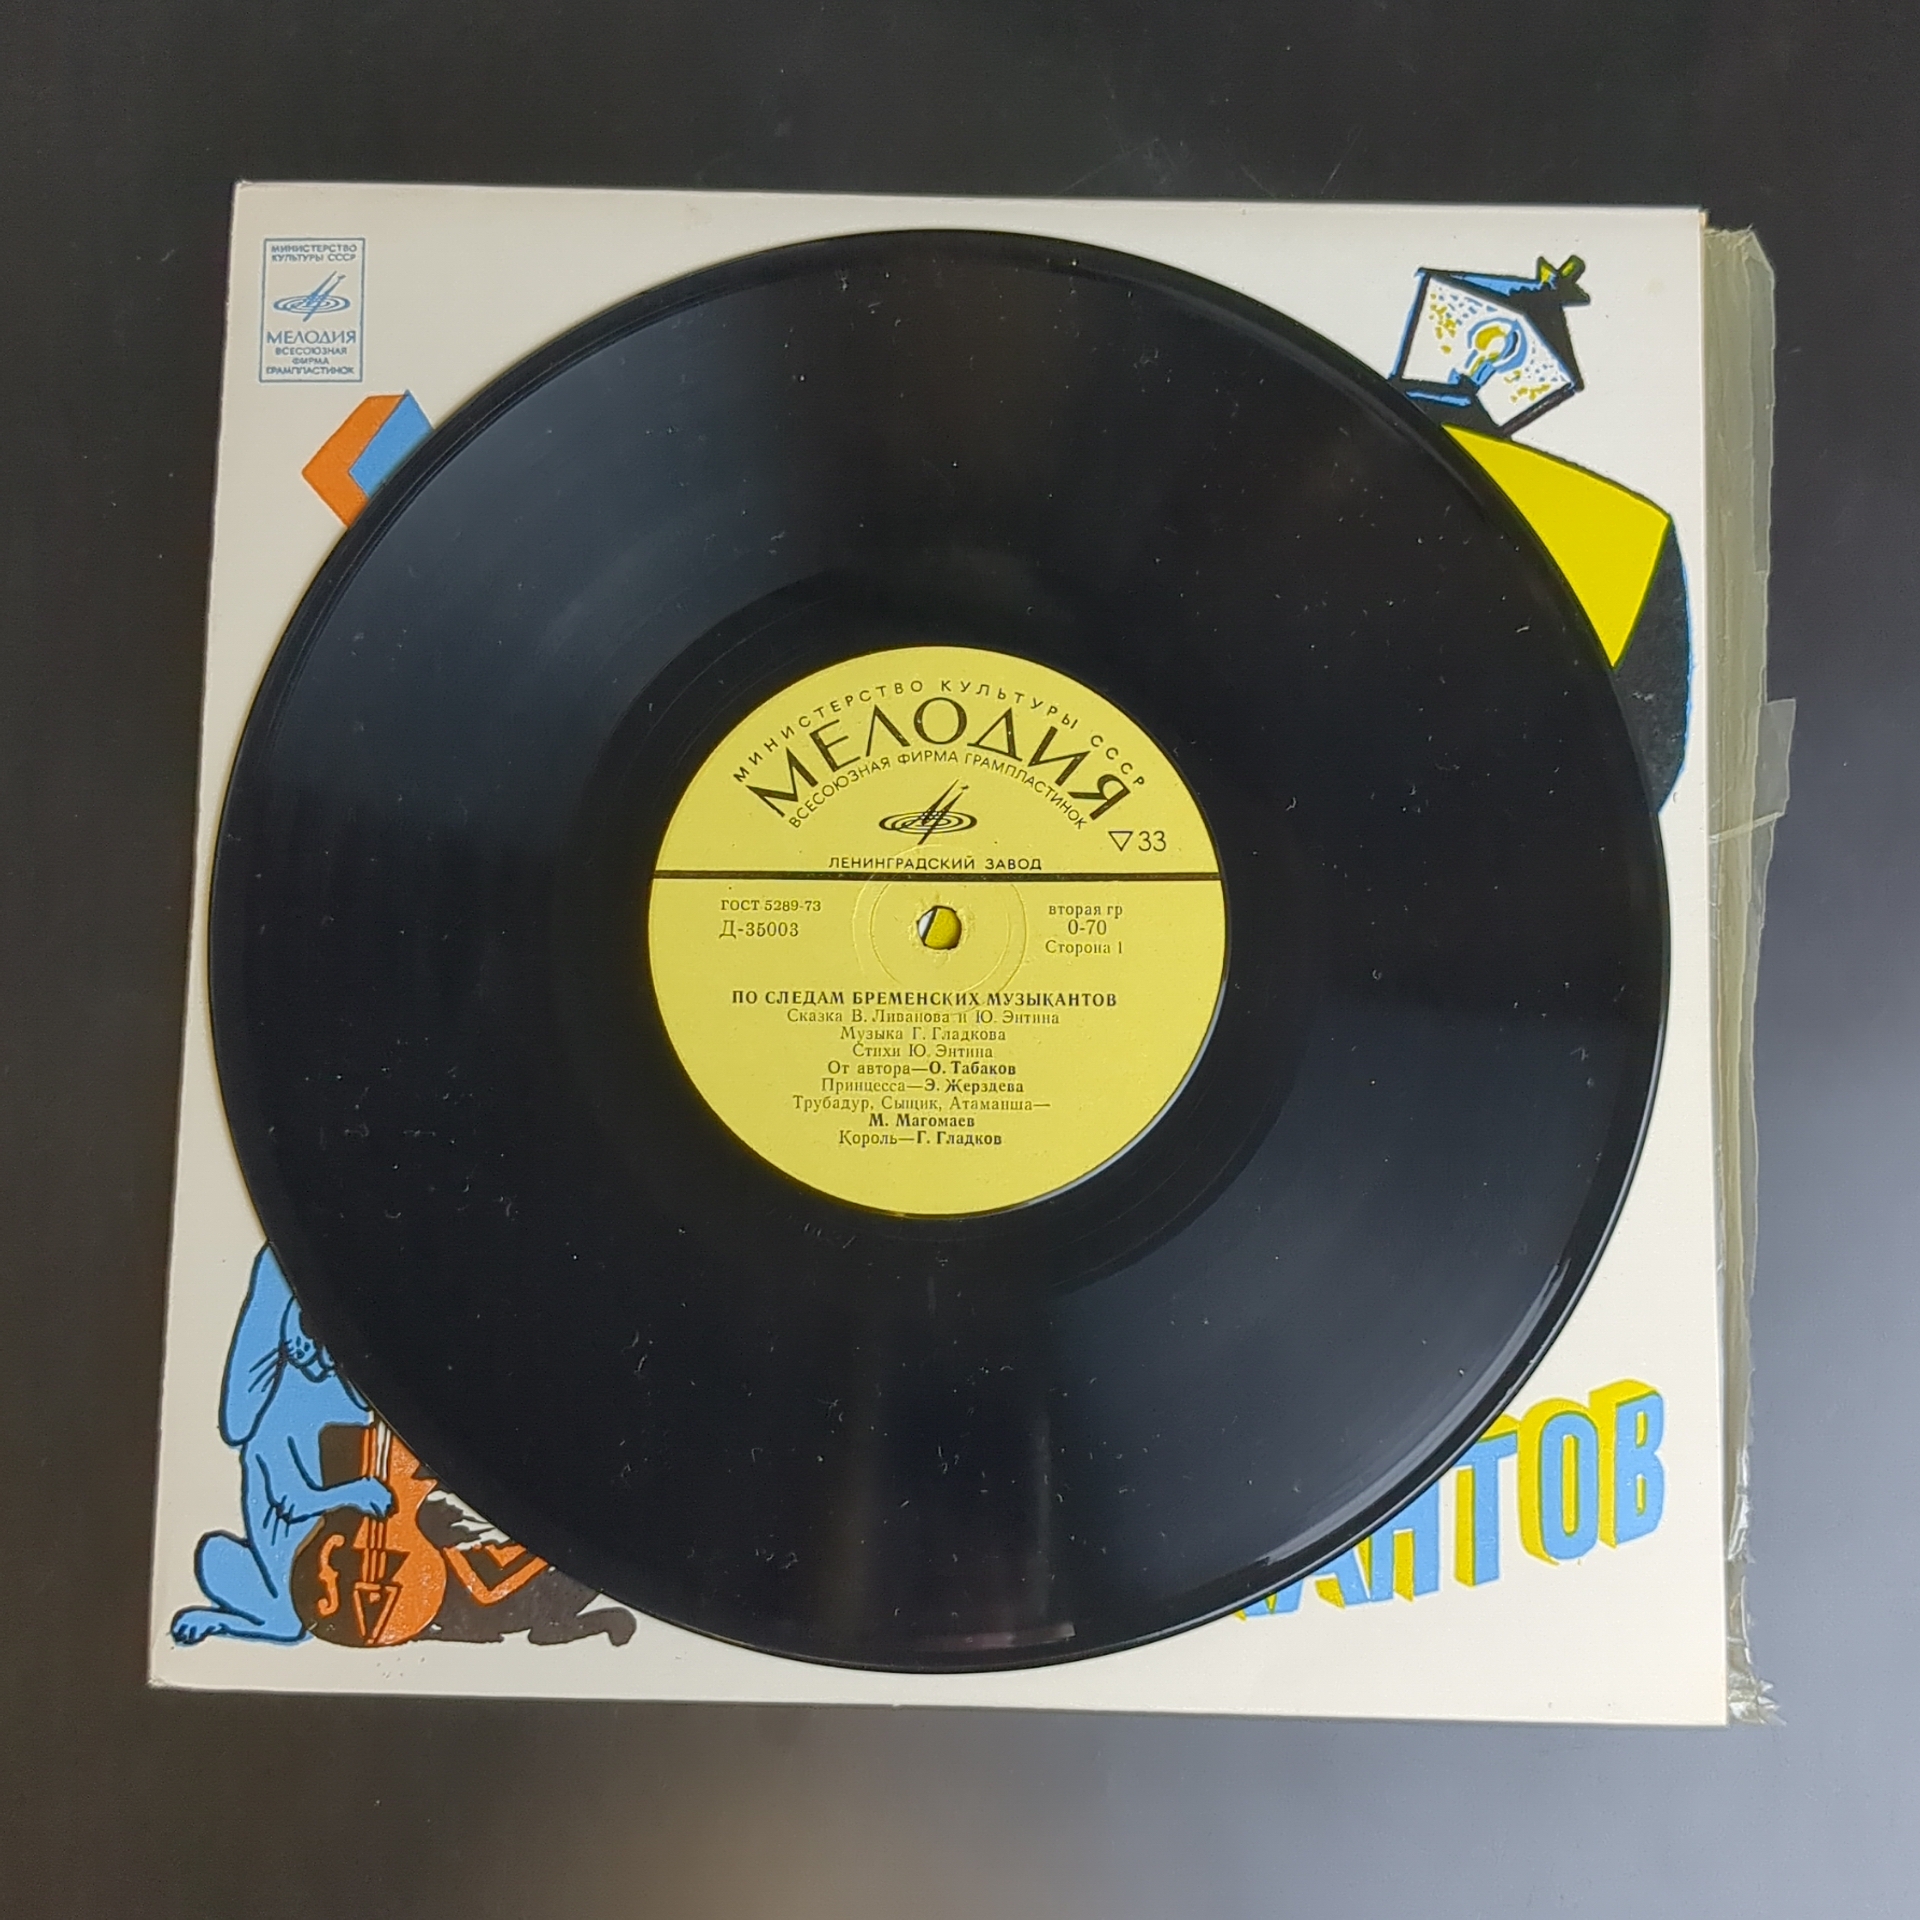 МИНИСТЕРСТВО
КУЛЬТУРЫ СССР
МЕЛОДИЯ
ВСЕСОЮЗНАЯ
ФИРМА
ГРАМПЛАСТИНОК
МИНИСТЕРСТВО КУЛЬТУРЫ СССР
МЕЛОДИЯ
ВСЕСОЮЗНАЯ ФИРМА ГРАМПЛАСТИНОК
▽33
ЛЕНИНГРАДСКИЙ ЗАВОД
ГОСТ 5289-73
Д-35003
вторая гр
0-70
Сторона 1
ПО СЛЕДАМ БРЕМЕНСКИХ МУЗЫКАНТОВ
Сказка В. Ливанова и Ю. Энтина
Музыка Г. Гладкова
Стихи Ю. Энтина
От автора—О. Табаков
Принцесса—Э. Жерздева
Трубадур, Сыщик, Атаманша—
М. Магомаев
Король—Г. Гладков
АНТОВ